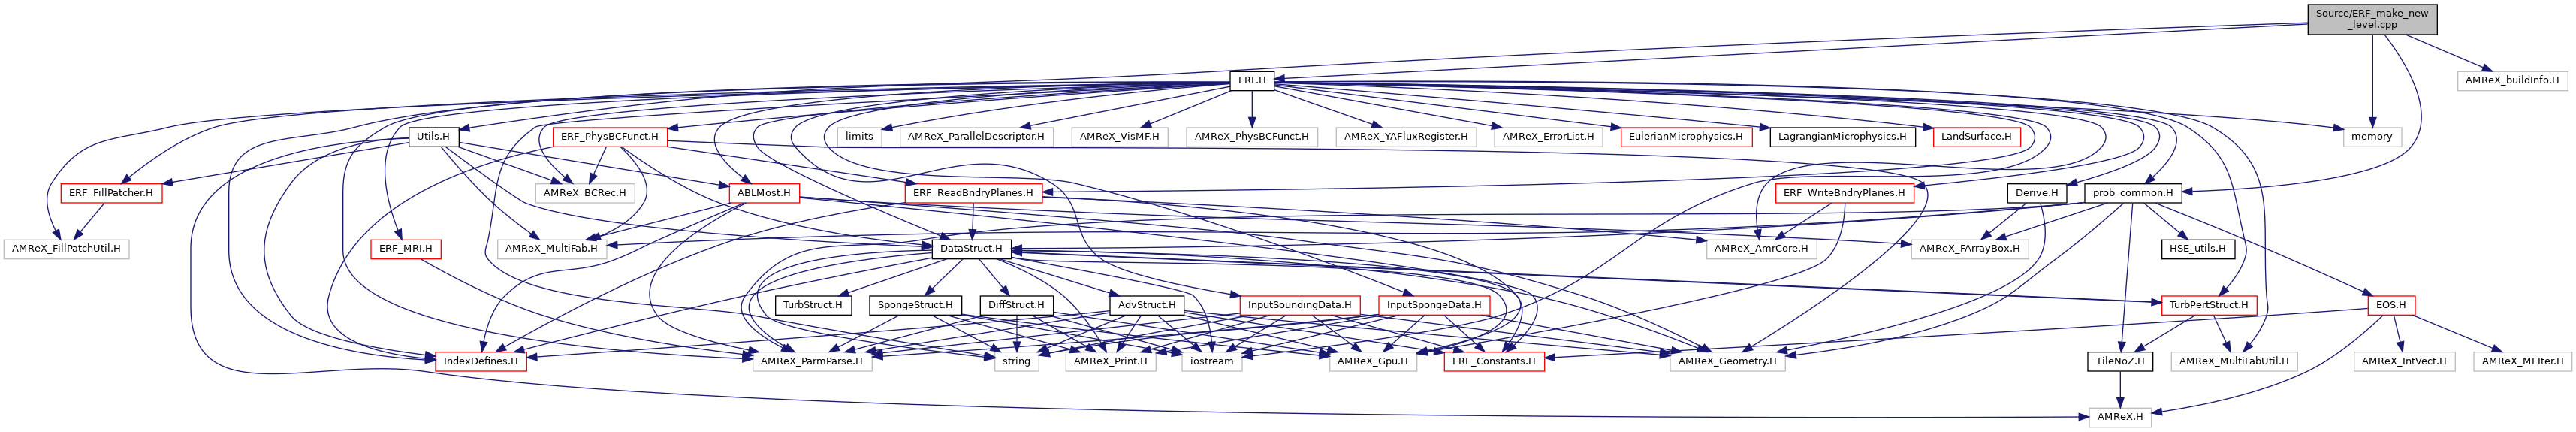 Source/ERF_make_new
_level.cpp
ERF.H
AMReX_buildInfo.H
Utils.H
ERF_PhysBCFunct.H
limits
AMReX_ParallelDescriptor.H
AMReX_VisMF.H
AMReX_PhysBCFunct.H
AMReX_YAFluxRegister.H
AMReX_ErrorList.H
EulerianMicrophysics.H
LagrangianMicrophysics.H
LandSurface.H
memory
ERF_FillPatcher.H
AMReX_BCRec.H
ABLMost.H
ERF_ReadBndryPlanes.H
ERF_WriteBndryPlanes.H
Derive.H
prob_common.H
AMReX_FillPatchUtil.H
ERF_MRI.H
AMReX_MultiFab.H
DataStruct.H
AMReX_AmrCore.H
AMReX_FArrayBox.H
HSE_utils.H
TurbStruct.H
SpongeStruct.H
DiffStruct.H
AdvStruct.H
InputSoundingData.H
InputSpongeData.H
TurbPertStruct.H
EOS.H
IndexDefines.H
AMReX_ParmParse.H
string
AMReX_Print.H
iostream
AMReX_Gpu.H
ERF_Constants.H
AMReX_Geometry.H
TileNoZ.H
AMReX_MultiFabUtil.H
AMReX_IntVect.H
AMReX_MFIter.H
AMReX.H